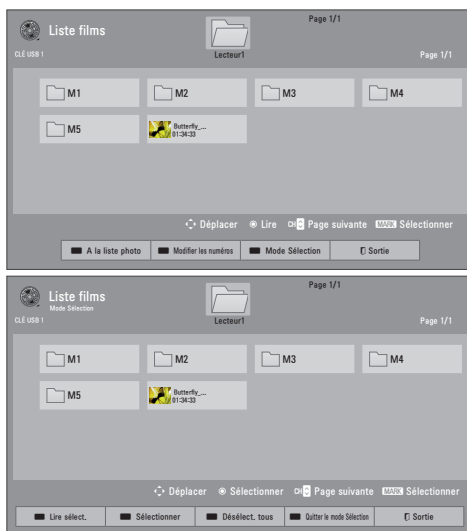 Liste films
Page 1/1
CLÉ USB 1
Lecteur1
Page 1/1
M1
M2
M3
M4
M5
Butterfly_...
01:34:33
Déplacer
Lire
CH Page suivante
MARK Sélectionner
A la liste photo
Modifier les numéros
Mode Sélection
Sortie
Liste films
Mode Sélection
Page 1/1
CLÉ USB 1
Lecteur1
Page 1/1
M1
M2
M3
M4
M5
Butterfly_...
01:34:33
Déplacer
Sélectionner
CH Page suivante
MARK Sélectionner
Lire sélect.
Sélectionner
Désélect. tous
Quitter le mode Sélection
Sortie